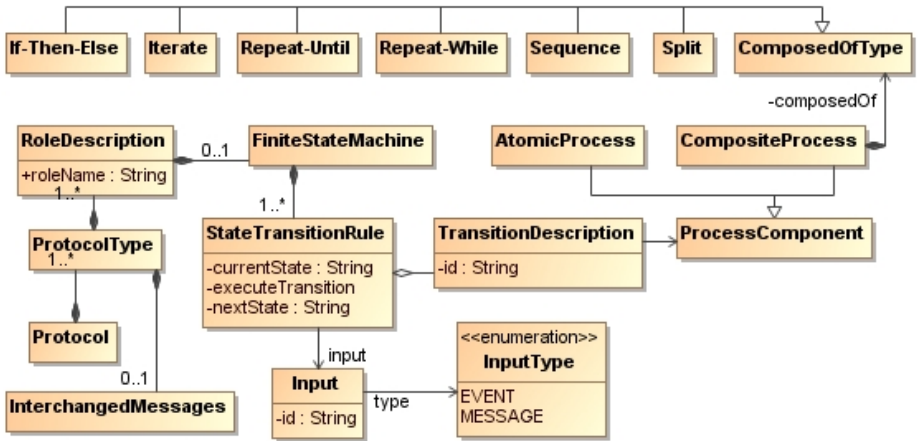 If-Then-Else
Iterate
Repeat-Until
Repeat-While
Sequence
Split
ComposedOfType
-composedOf
RoleDescription
+roleName : String
0..1
FiniteStateMachine
AtomicProcess
CompositeProcess
1..*
1..*
ProtocolType
1..*
StateTransitionRule
-currentState : String
-executeTransition
-nextState : String
TransitionDescription
-id : String
ProcessComponent
Protocol
0..1
InterchangedMessages
input
Input
-id : String
type
<<enumeration>>
InputType
EVENT
MESSAGE